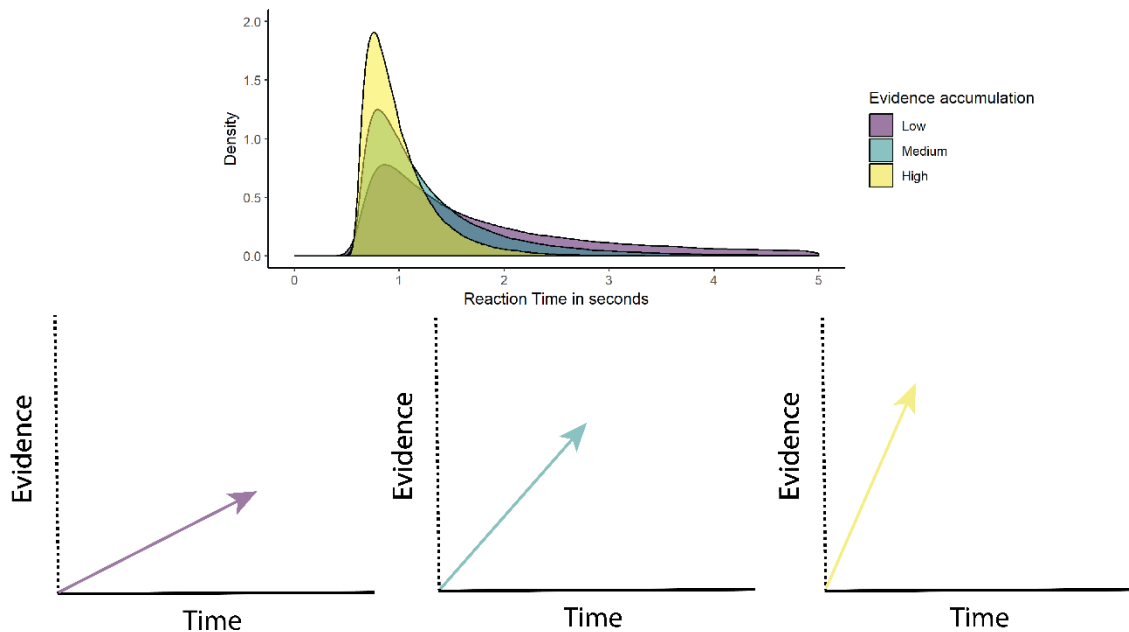 2.0
1.5
1.0
0.5
0.0
Density
0 1 2 3 4 5
Reaction Time in seconds
Evidence accumulation
Low
Medium
High
Evidence
Time
Evidence
Time
Evidence
Time